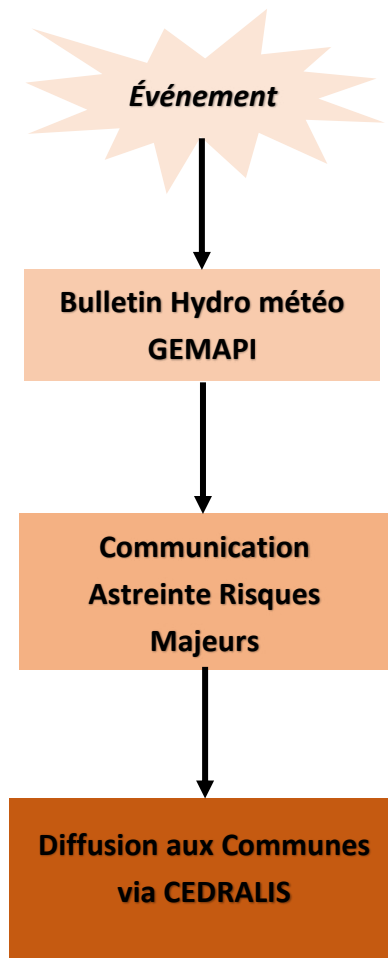 Événement
Bulletin Hydro météo
GEMAPI
Communication
Astreinte Risques
Majeurs
Diffusion aux Communes
via CEDRALIS